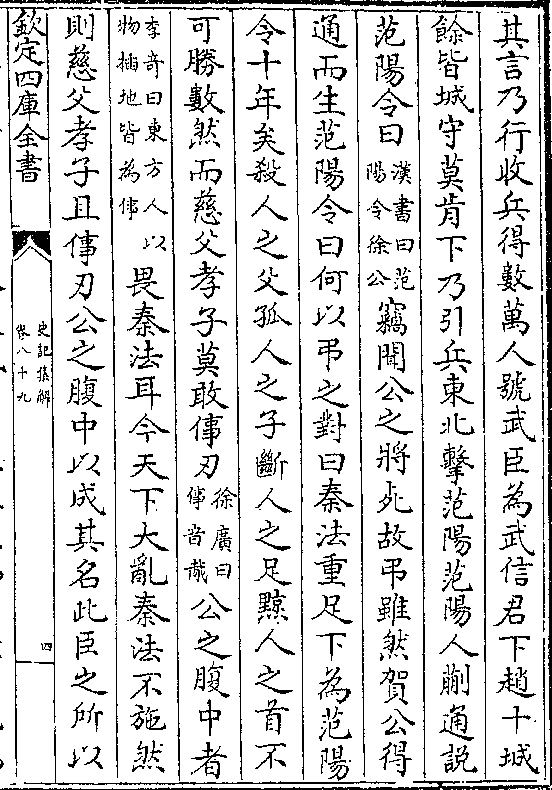 其言乃行收兵得數萬人號武臣為武信君下趙十城
餘皆城守莫肯下乃引兵東北擊范陽范陽人蒯通説
范陽令曰漢書曰范陽令徐公竊聞公之將死故弔雖然賀公得
通而生范陽令曰何以弔之對曰秦法重足下為范陽
令十年矣殺人之父孤人之子斷人之足黥人之首不
可勝數然而慈父孝子莫敢倳刃徐廣曰倳音胾公之腹中者
李奇曰東方人以物揷地皆為倳畏秦法耳今天下大亂秦法不施然
則慈父孝子且倳刃公之腹中以成其名此臣之所以
欽定四庫全書
史記集解
卷八十九
四